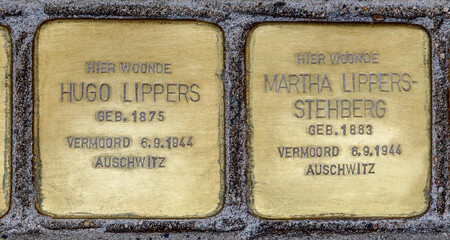 HIER WOONDE
HUGO LIPPERS
GEB. 1875
VERMOORD 6.9.1944
AUSCHWITZ
HIER WOONDE
MARTHA LIPPERS-
STEHBERG
GEB. 1883
VERMOORD 6.9.1944
AUSCHWITZ